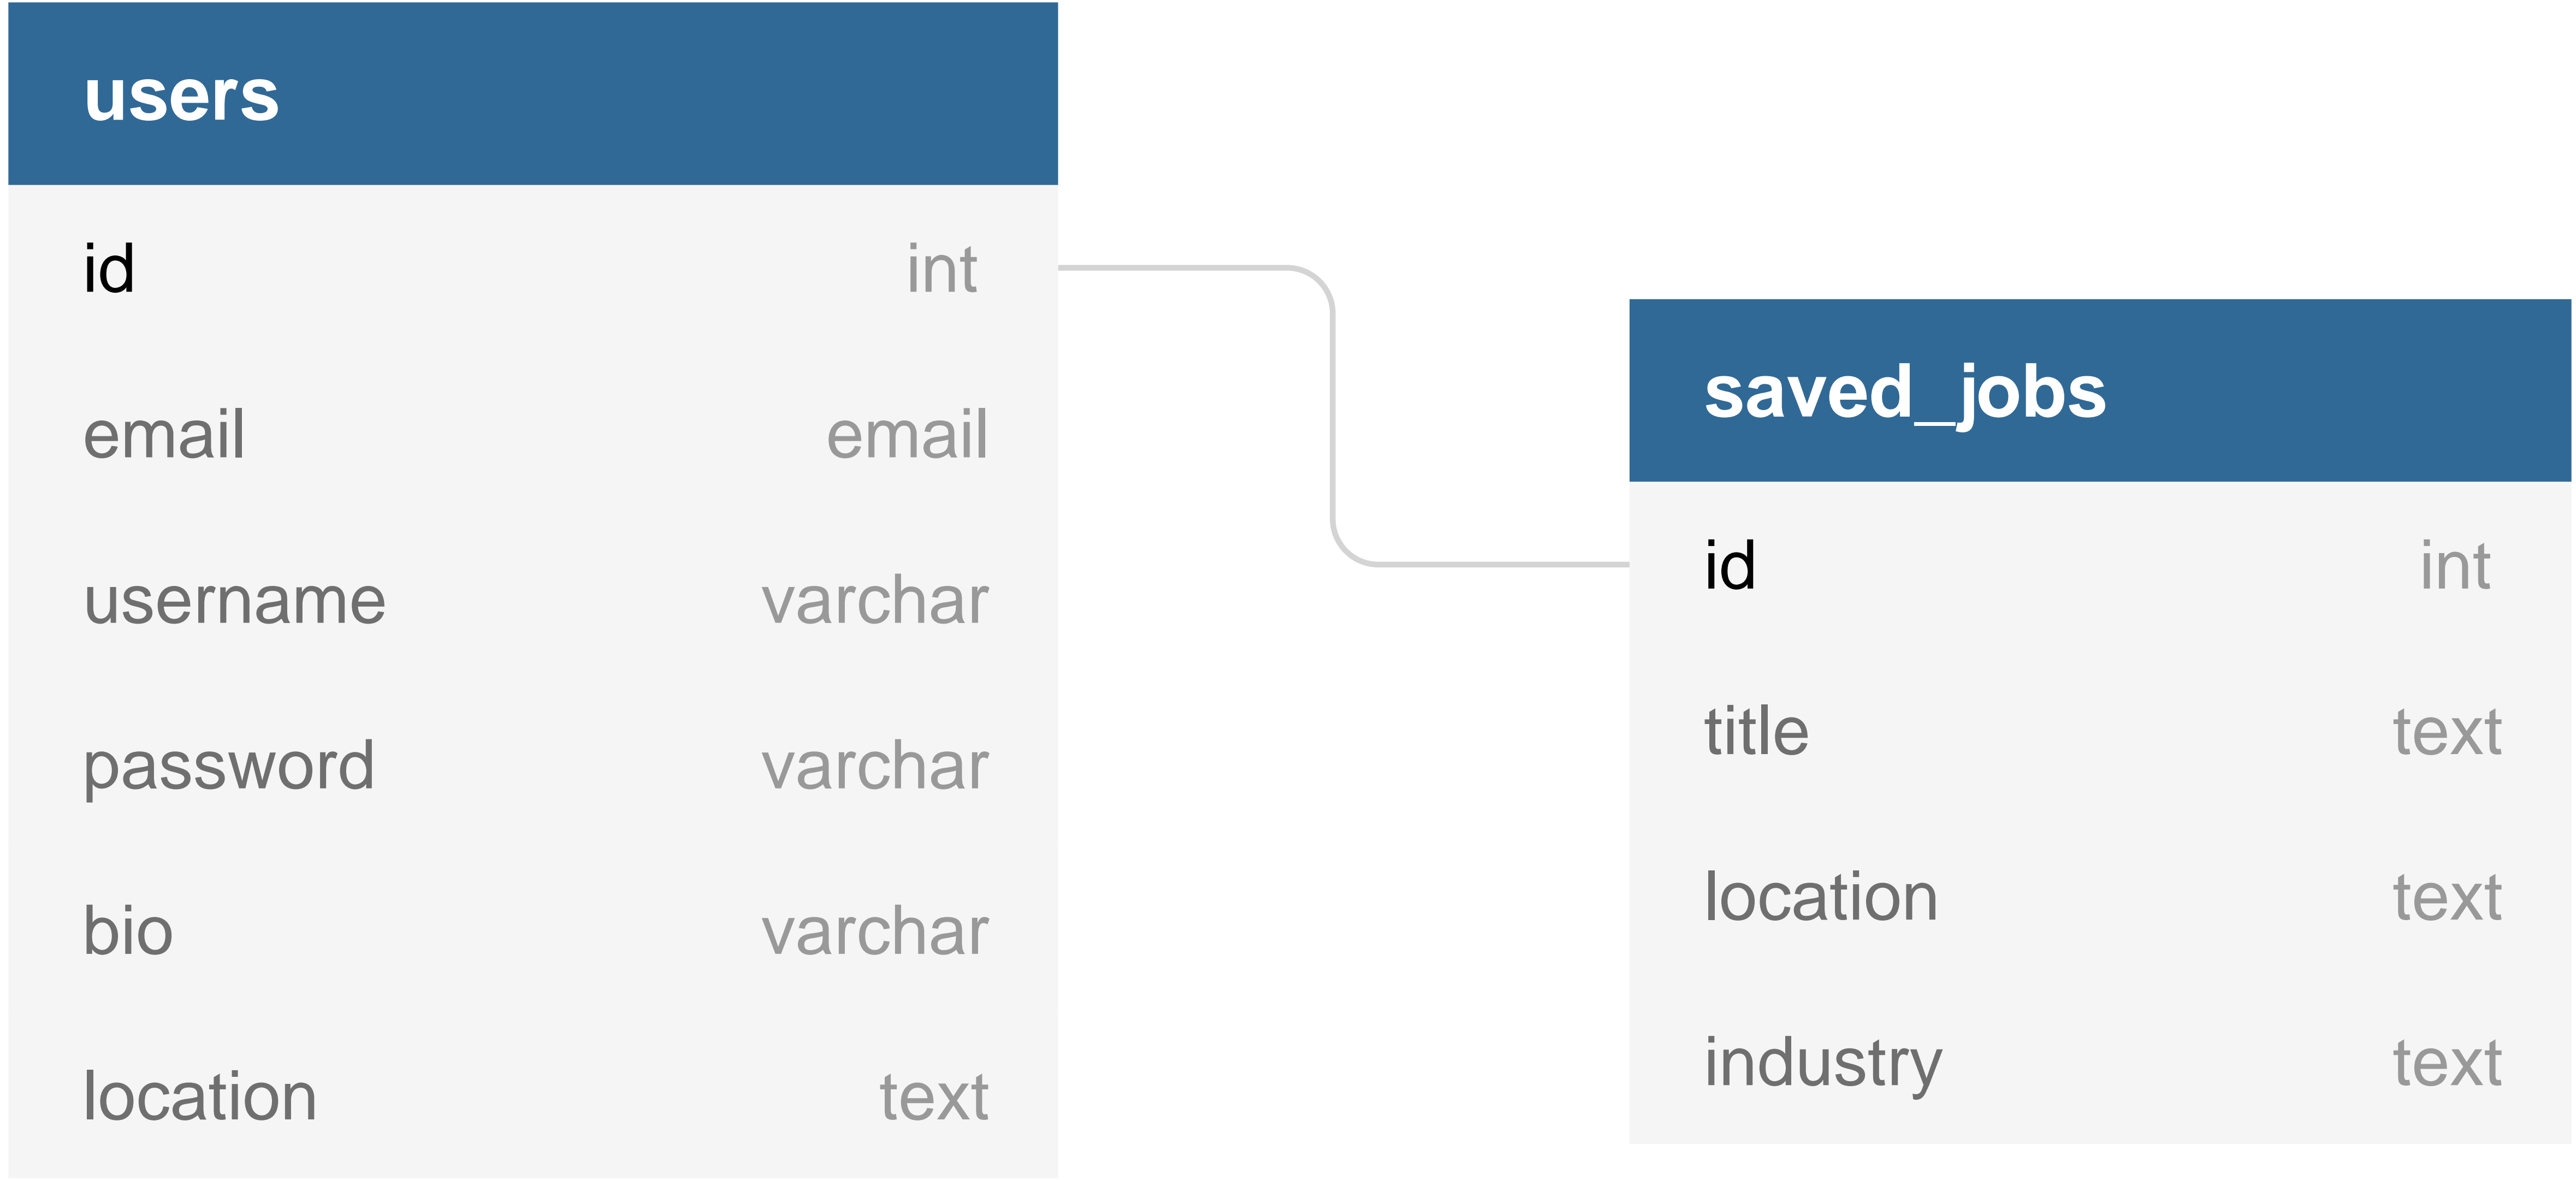 users
id int
email email
username varchar
password varchar
bio varchar
location text
saved_jobs
id int
title text
location text
industry text